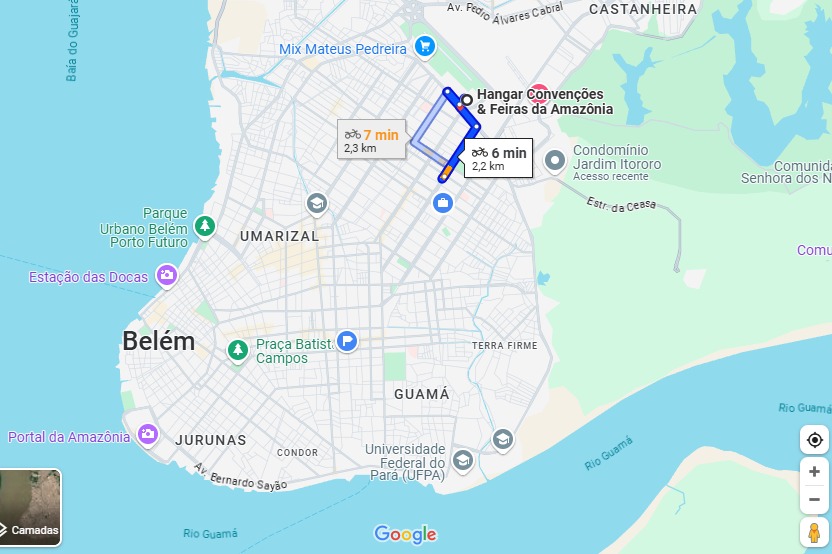 Av. Pedro Álvares Cabral
CASTANHEIRA
Baía do Guajará
Mix Mateus Pedreira
Hangar Convenções
& Feiras da Amazônia
7 min
2,3 km
6 min
2,2 km
Condomínio
Jardim Itororo
Acesso recente
Comunid
Senhora dos N
Estr. da Ceasa
Parque
Urbano Belém
Porto Futuro
UMARIZAL
Comu
Estação das Docas
Belém
Praça Batist
Campos
TERRA FIRME
GUAMÁ
Rio Guamá
Portal da Amazônia
JURUNAS
CONDOR
Universidade
Federal do
Pará (UFPA)
Rio Guamá
Av. Bernardo Sayão
Camadas
Rio Guamá
Google